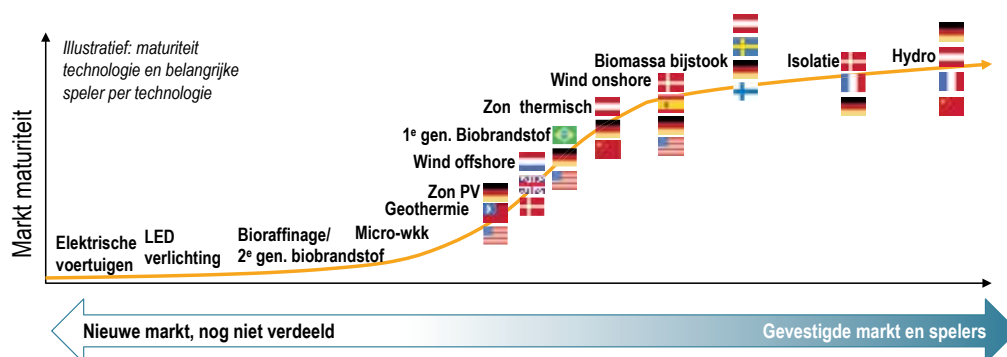 Illustratief: maturiteit
technologie en belangrijke
speler per technologie
Markt maturiteit
Elektrische
voertuigen
LED
verlichting
Bioraffinage/
2e gen. biobrandstof
Micro-wkk
Zon PV
Geothermie
Wind offshore
1e gen. Biobrandstof
Zon thermisch
Wind onshore
Biomassa bijstook
Isolatie
Hydro
Nieuwe markt, nog niet verdeeld
Gevestigde markt en spelers